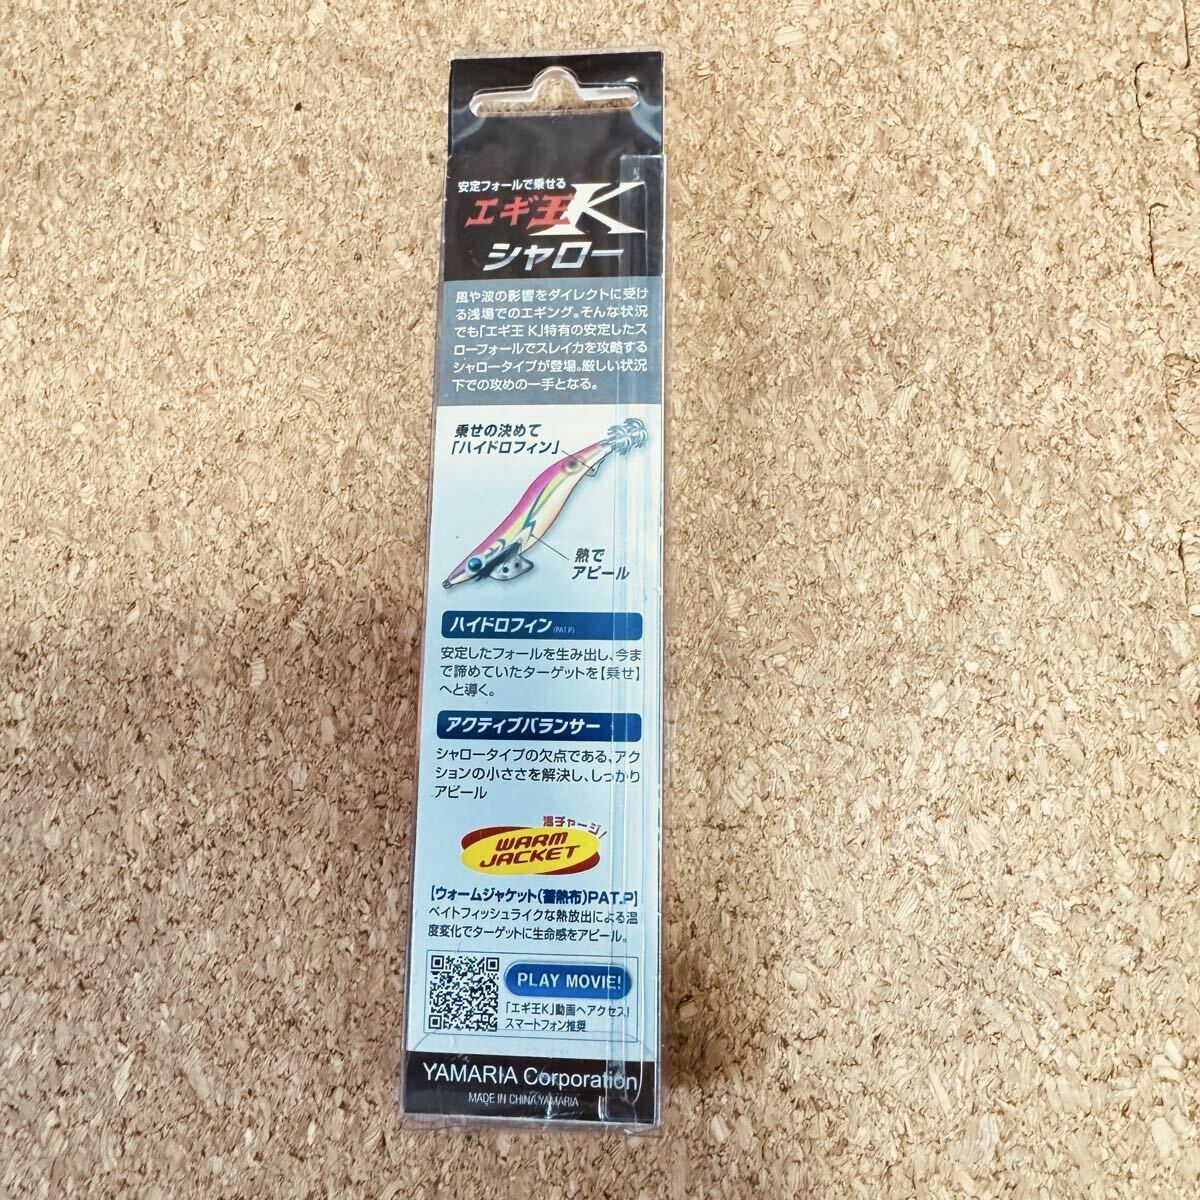 安定フォールで乗せる
エギ王K
シャロー
風や波の影響をダイレクトに受け
る浅場でのエギング。そんな状況
でも「エギ王 K」特有の安定したス
ローフォールでスレイカを攻略する
シャロータイプが登場。厳しい状況
下での攻めの一手となる。
乗せの決めて
「ハイドロフィン」
熱で
アピール
ハイドロフィン (PAT.P)
安定したフォールを生み出し、今ま
で諦めていたターゲットを【乗せ】
へと導く。
アクティブバランサー
シャロータイプの欠点である、アク
ションの小ささを解決し、しっかり
アピール
温チャージ!
WARM
JACKET
【ウォームジャケット(蓄熱布)PAT.P】
ベイトフィッシュライクな熱放出による温
度変化でターゲットに生命感をアピール。
PLAY MOVIE!
「エギ王K」動画へアクセス!
スマートフォン推奨
YAMARIA Corporation
MADE IN CHINA YAMARIA